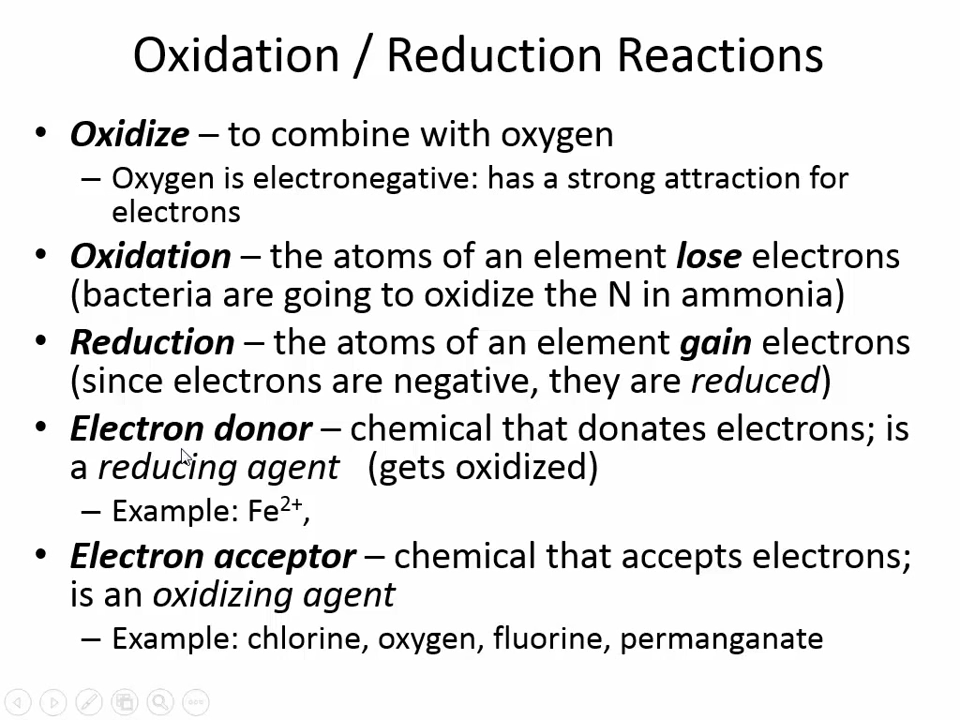 Oxidation / Reduction Reactions
• Oxidize – to combine with oxygen
– Oxygen is electronegative: has a strong attraction for
electrons
• Oxidation – the atoms of an element lose electrons
(bacteria are going to oxidize the N in ammonia)
• Reduction – the atoms of an element gain electrons
(since electrons are negative, they are reduced)
• Electron donor – chemical that donates electrons; is
a reducing agent (gets oxidized)
– Example: Fe²⁺,
• Electron acceptor – chemical that accepts electrons;
is an oxidizing agent
– Example: chlorine, oxygen, fluorine, permanganate